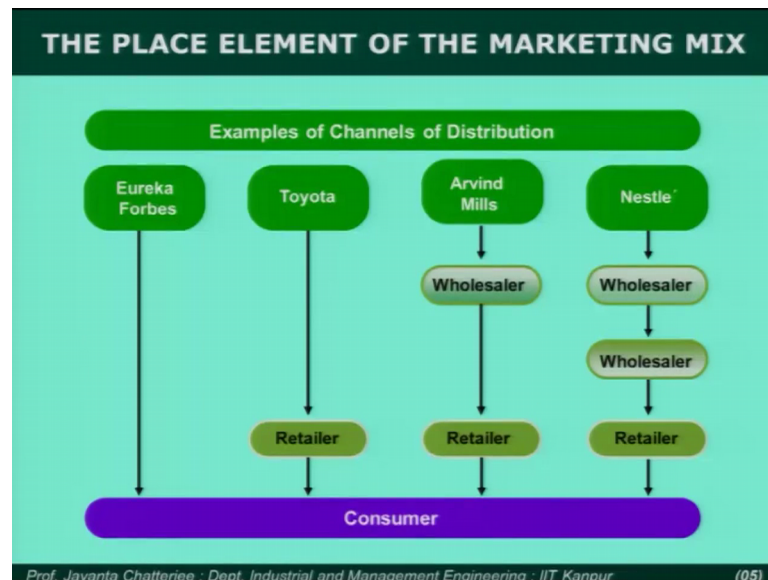 THE PLACE ELEMENT OF THE MARKETING MIX
Examples of Channels of Distribution
Eureka
Forbes
Toyota
Arvind
Mills
Nestle´
Wholesaler
Wholesaler
Wholesaler
Retailer
Retailer
Retailer
Consumer
Prof. Jayanta Chatterjee : Dept. Industrial and Management Engineering : IIT Kanpur
(05)